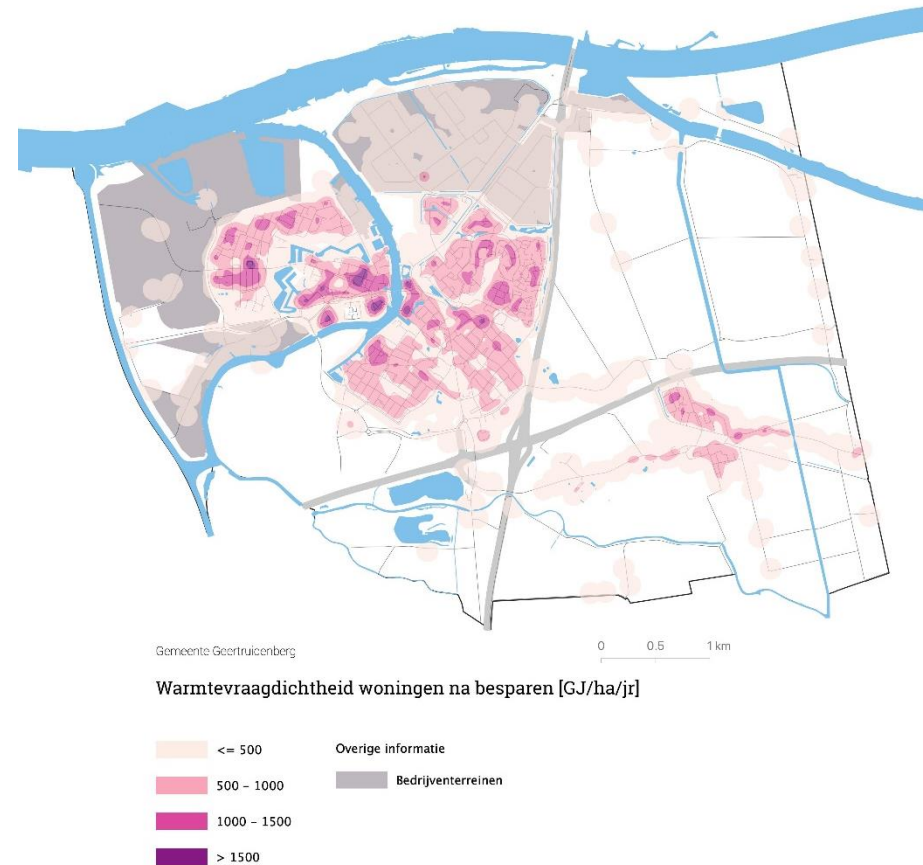 Gemeente Geertruidenberg
0 0.5 1 km
Warmtevraagdichtheid woningen na besparen [GJ/ha/jr]
<= 500
500 - 1000
1000 - 1500
> 1500
Overige informatie
Bedrijventerreinen